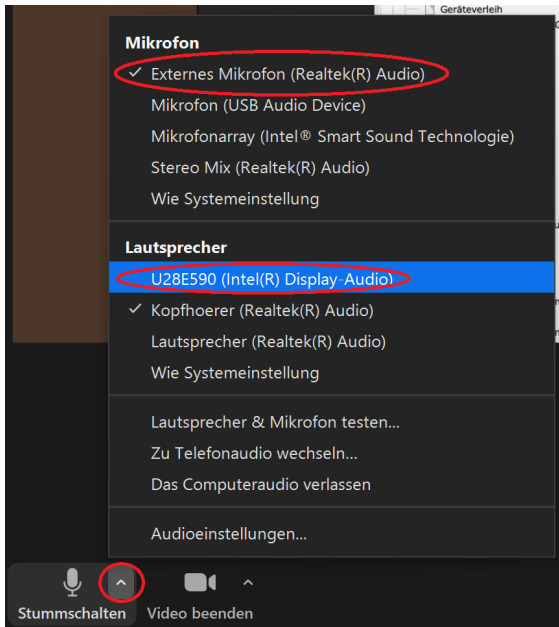 Geräteverleih
Mikrofon
Externes Mikrofon (Realtek(R) Audio)
Mikrofon (USB Audio Device)
Mikrofonarray (Intel® Smart Sound Technologie)
Stereo Mix (Realtek(R) Audio)
Wie Systemeinstellung
Lautsprecher
U28E590 (Intel(R) Display-Audio)
Kopfhoerer (Realtek(R) Audio)
Lautsprecher (Realtek(R) Audio)
Wie Systemeinstellung
Lautsprecher & Mikrofon testen...
Zu Telefonaudio wechseln...
Das Computeraudio verlassen
Audioeinstellungen...
Stummschalten Video beenden